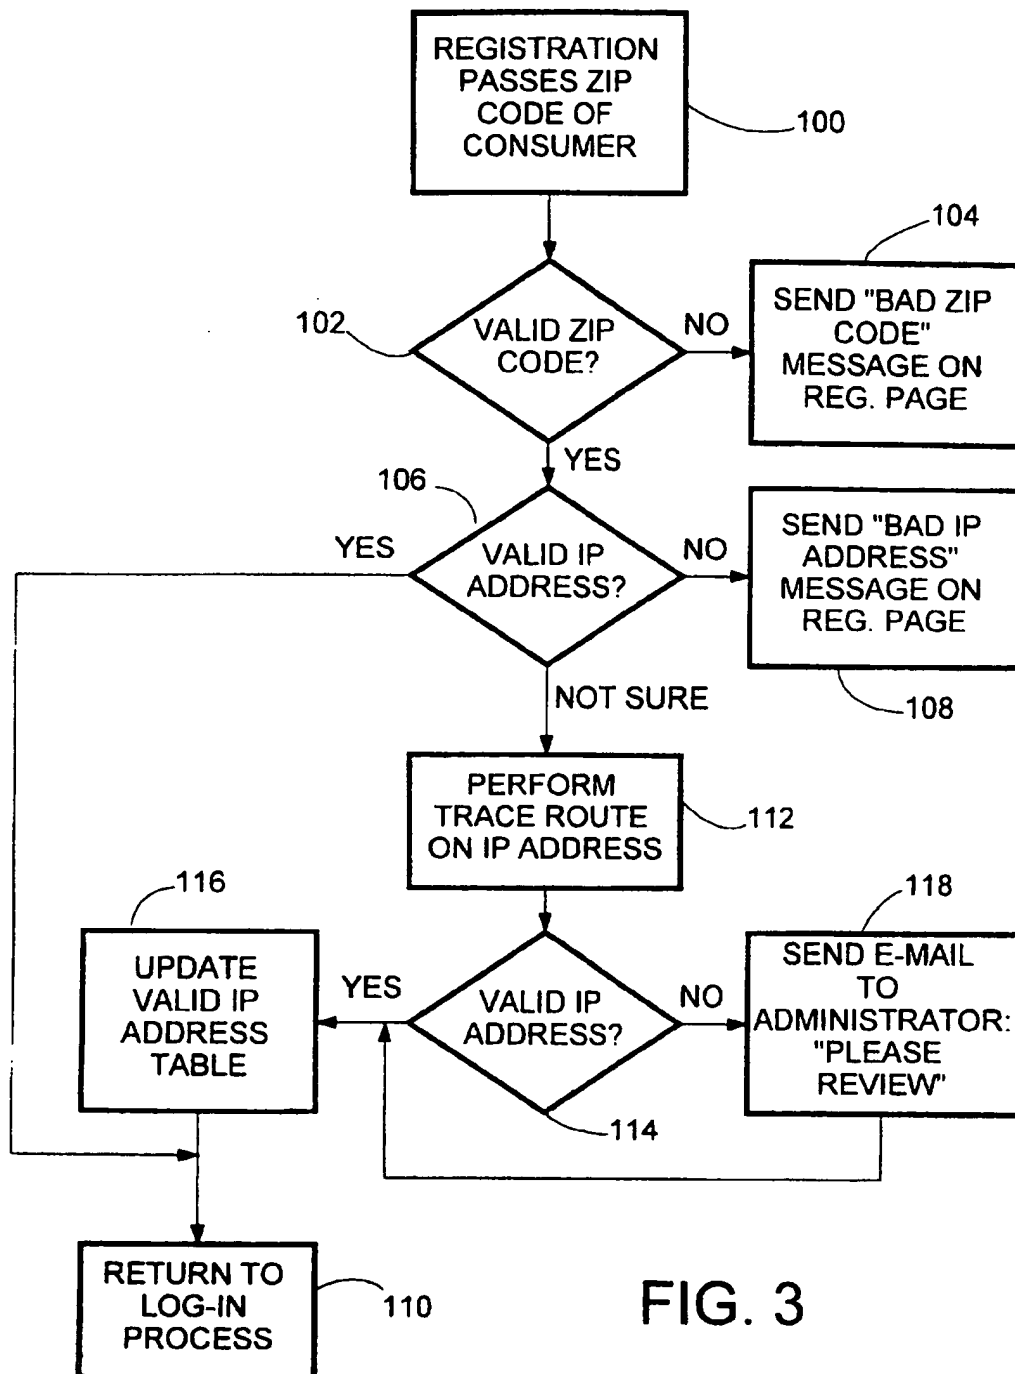 REGISTRATION
PASSES ZIP
CODE OF
CONSUMER
100
104
102
VALID ZIP
CODE?
NO
SEND "BAD ZIP
CODE"
MESSAGE ON
REG. PAGE
YES
106
YES
VALID IP
ADDRESS?
NO
SEND "BAD IP
ADDRESS"
MESSAGE ON
REG. PAGE
108
NOT SURE
PERFORM
TRACE ROUTE
ON IP ADDRESS
112
116
118
UPDATE
VALID IP
ADDRESS
TABLE
YES
VALID IP
ADDRESS?
NO
SEND E-MAIL
TO
ADMINISTRATOR:
"PLEASE
REVIEW"
114
RETURN TO
LOG-IN
PROCESS
110
FIG. 3